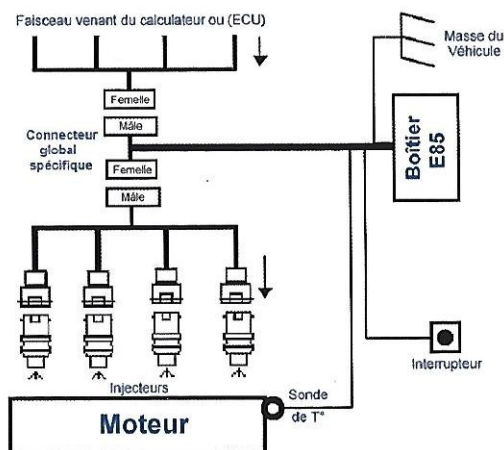 Faisceau venant du calculateur ou (ECU)
Masse du
Véhicule
Femelle
Mâle
Connecteur
global
spécifique
Femelle
Mâle
Boîtier
E85
Interrupteur
Injecteurs
Sonde
de T°
Moteur